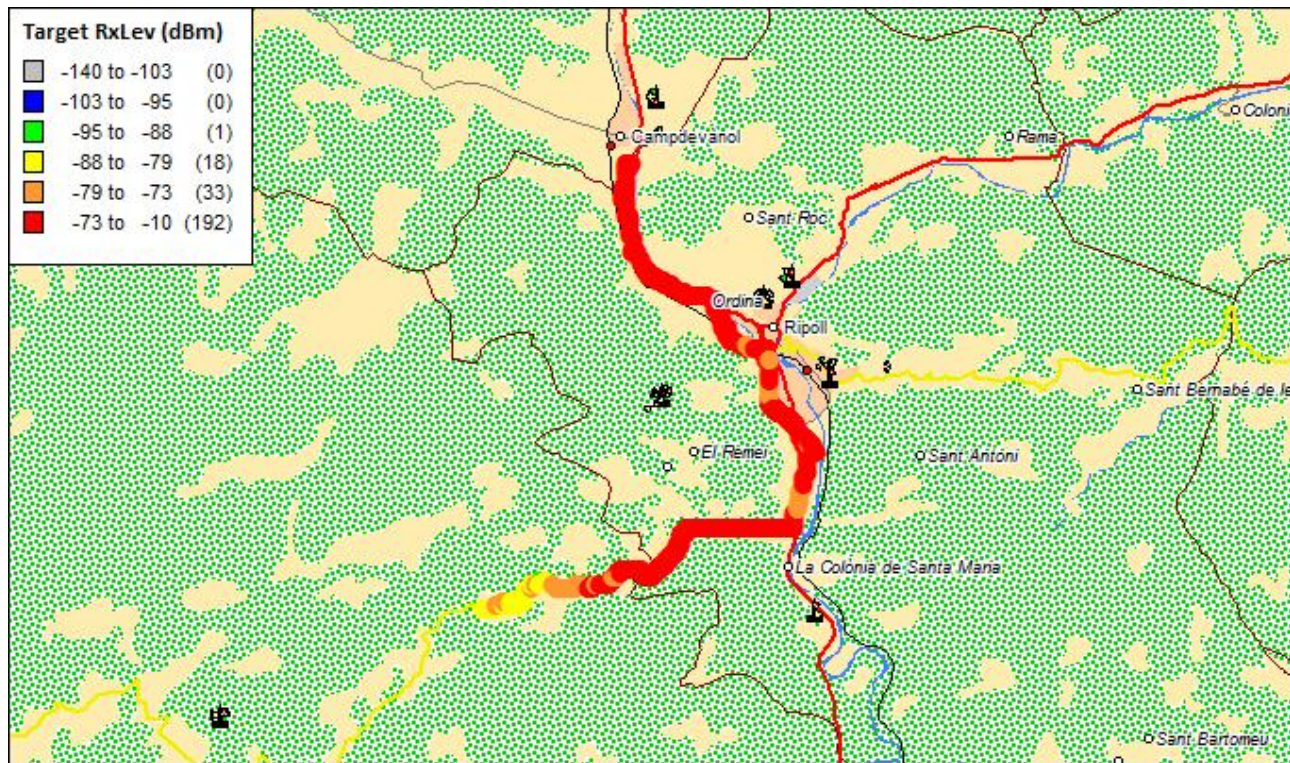 Target RxLev (dBm)
-140 to -103 (0)
-103 to -95 (0)
-95 to -88 (1)
-88 to -79 (18)
-79 to -73 (33)
-73 to -10 (192)
Campdevànol
Rama
Coloni
Sant Roc
Ordina
Ripoll
Sant Bernabé de le
El Remei
Sant Antoni
La Colònia de Santa Maria
Sant Bartomeu